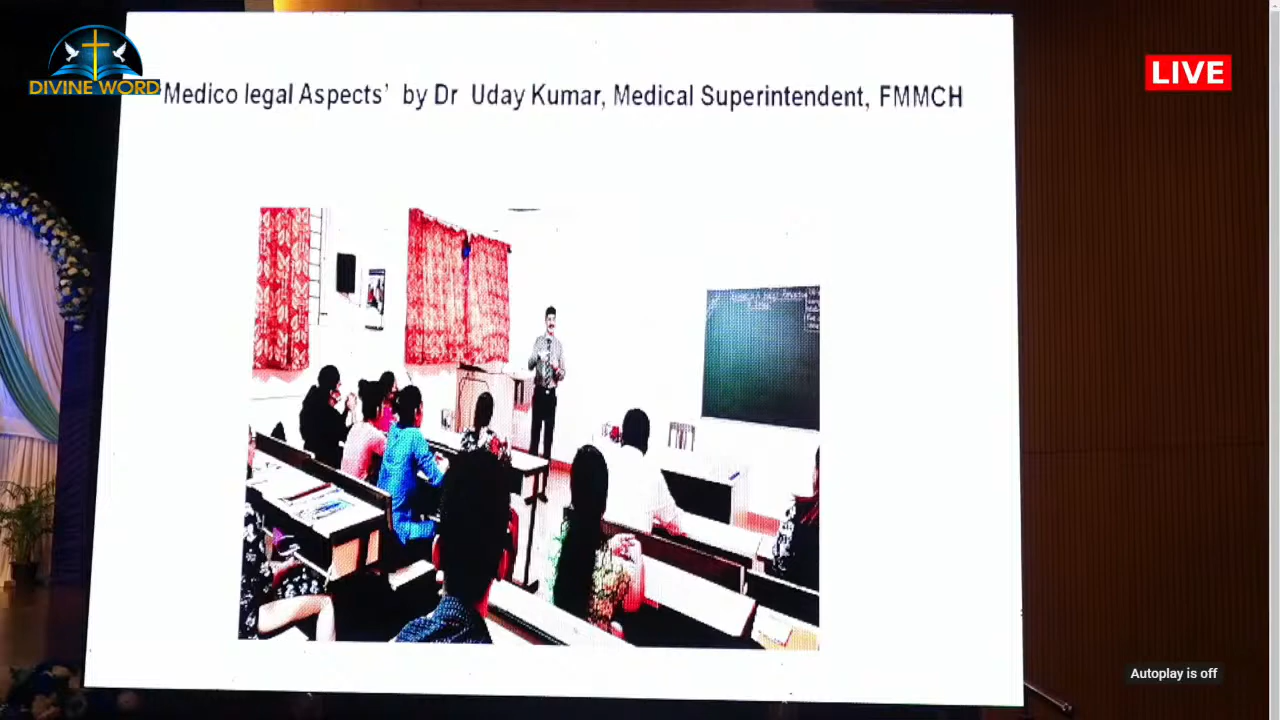 DIVINE WORD
LIVE
'Medico legal Aspects' by Dr Uday Kumar, Medical Superintendent, FMMCH
Autoplay is off